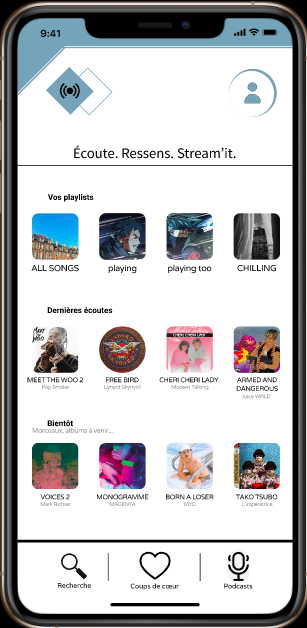 9:41
Écoute. Ressens. Stream'it.
Vos playlists
ALL SONGS playing playing too CHILLING
Dernières écoutes
MEET THE WOO 2 FREE BIRD CHERI CHERI LADY ARMED AND
DANGEROUS
Pop Smoke Lynyrd Skynyrd Modern Talking Juice WRLD
Bientôt
Morceaux, albums à venir...
VOICES 2 MONOGRAMME BORN A LOSER TAKO TSUBO
Mark Richter MAGENTA MYD L'impératrice
Recherche Coups de cœur Podcasts